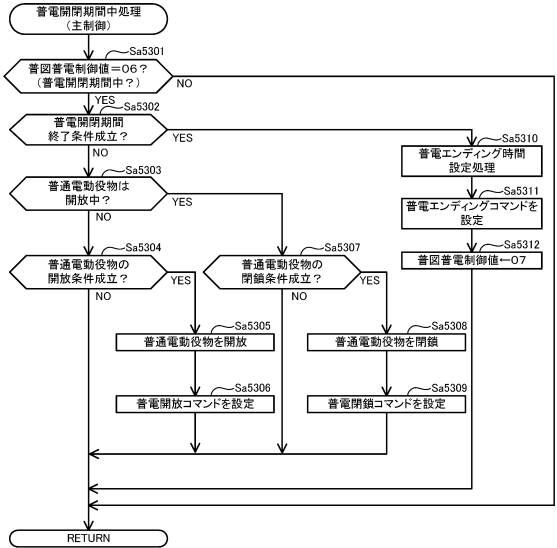 普電開閉期間中処理
(主制御)
Sa5301
普図普電制御値=06?
(普電開閉期間中?)
NO
YES
Sa5302
普電開閉期間
終了条件成立?
YES
NO
Sa5310
普電エンディング時間
設定処理
Sa5303
普通電動役物は
開放中?
YES
NO
Sa5311
普電エンディングコマンドを
設定
Sa5304
普通電動役物の
開放条件成立?
YES
NO
Sa5307
普通電動役物の
閉鎖条件成立?
YES
NO
Sa5312
普図普電制御値←07
Sa5305
普通電動役物を開放
Sa5308
普通電動役物を閉鎖
Sa5306
普電開放コマンドを設定
Sa5309
普電閉鎖コマンドを設定
RETURN